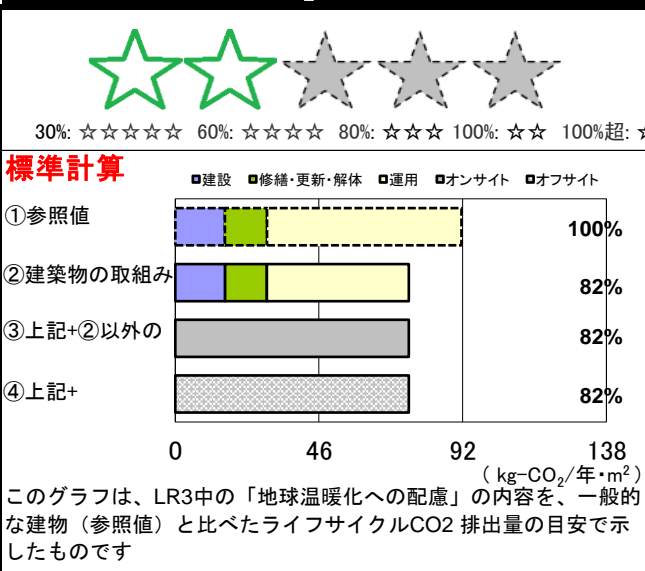 30%: ☆☆☆☆☆ 60%: ☆☆☆☆ 80%: ☆☆☆ 100%: ☆☆ 100%超: ☆
標準計算
■建設 ■修繕・更新・解体 □運用 ■オンサイト ■オフサイト
①参照値 100%
②建築物の取組み 82%
③上記+②以外の 82%
④上記+ 82%
0 46 92 138
( kg-CO2/年・m²)
このグラフは、LR3中の「地球温暖化への配慮」の内容を、一般的
な建物（参照値）と比べたライフサイクルCO2 排出量の目安で示
したものです